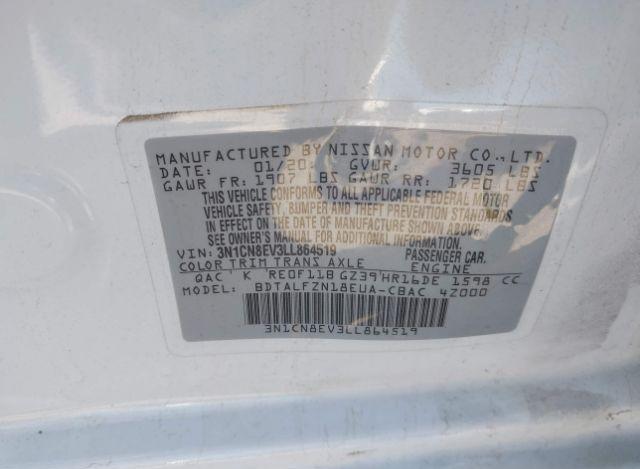 MANUFACTURED BY NISSAN MOTOR CO., LTD.
DATE: 01/20 GVWR: 3605 LBS
GAWR FR: 1907 LBS GAWR RR: 1720 LBS
THIS VEHICLE CONFORMS TO ALL APPLICABLE FEDERAL MOTOR
VEHICLE SAFETY, BUMPER AND THEFT PREVENTION STANDARDS
IN EFFECT ON THE DATE OF MANUFACTURE SHOWN ABOVE.
SEE OWNER'S MANUAL FOR ADDITIONAL INFORMATION.
VIN: 3N1CN8EV3LL864519 PASSENGER CAR.
COLOR TRIM TRANS AXLE ENGINE
QAC K RE0F11B GZ39 HR16DE 1598 CC
MODEL: BDTALFZN18EUA-CBAC 4Z000
3N1CN8EV3LL864519